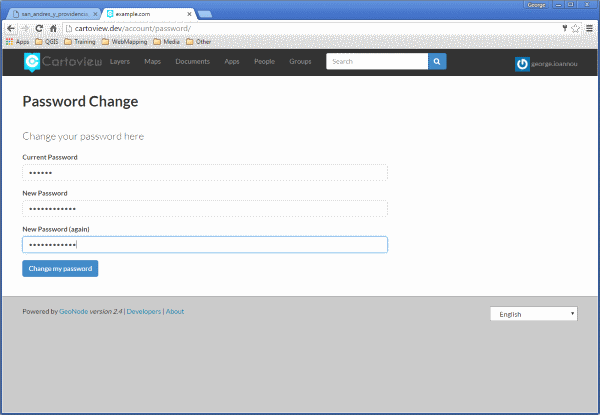 George
san_andres_y_providencia
example.com
cartoview.dev/account/password/
Apps QGIS Training WebMapping Media Other
Cartoview Layers Maps Documents Apps People Groups Search george.ioannou
Password Change
Change your password here
Current Password
••••••
New Password
••••••••••••
New Password (again)
••••••••••••
Change my password
Powered by GeoNode version 2.4 | Developers | About
English